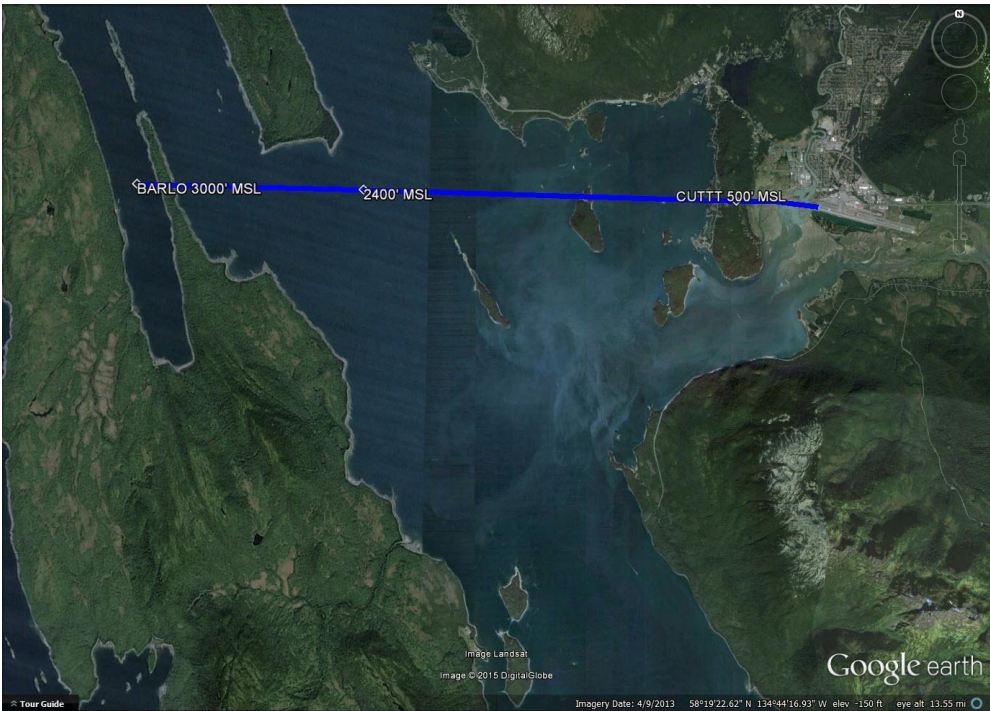 N
BARLO 3000' MSL
2400' MSL
CUTTT 500' MSL
Image Landsat
Image © 2015 DigitalGlobe
Google earth
Tour Guide
Imagery Date: 4/9/2013 58°19'22.62" N 134°44'16.93" W elev -150 ft eye alt 13.55 mi